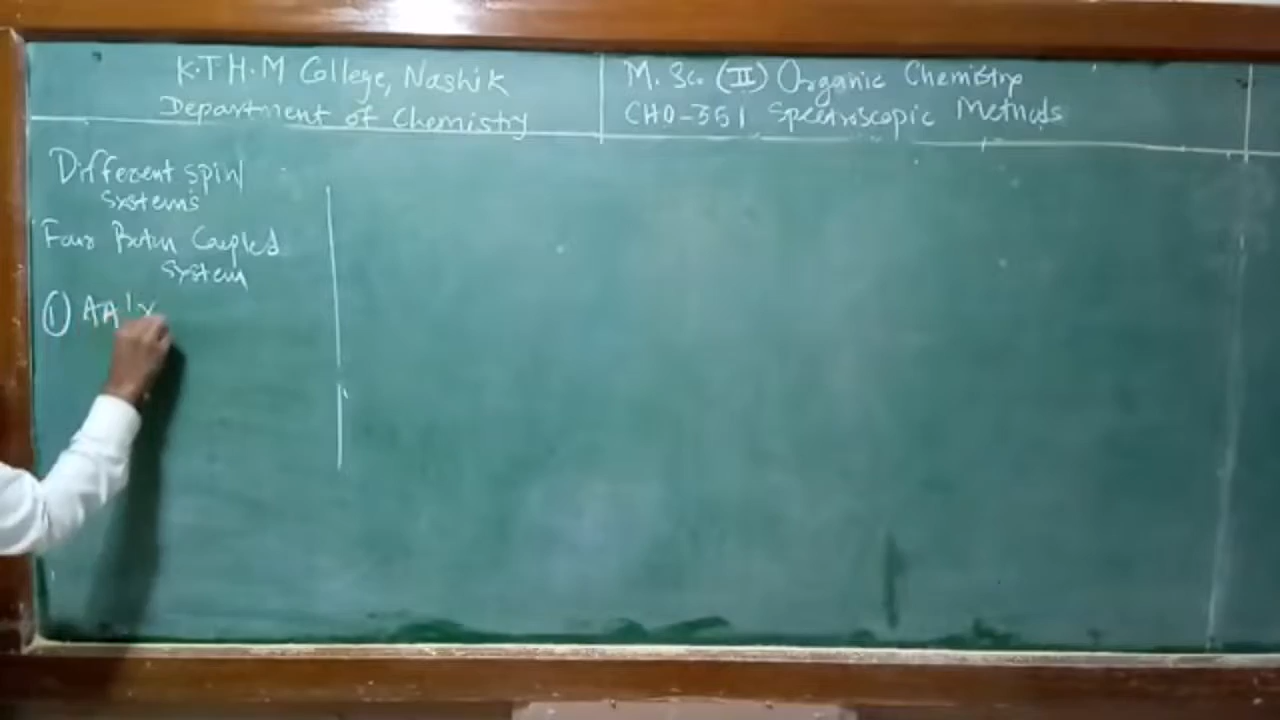 K.T.H.M College, Nashik
Department of Chemistry
M. Sc. (II) Organic Chemistry
CHO-351 Spectroscopic Methods
Different spin
systems
Four Proton Coupled
system
① AA'X